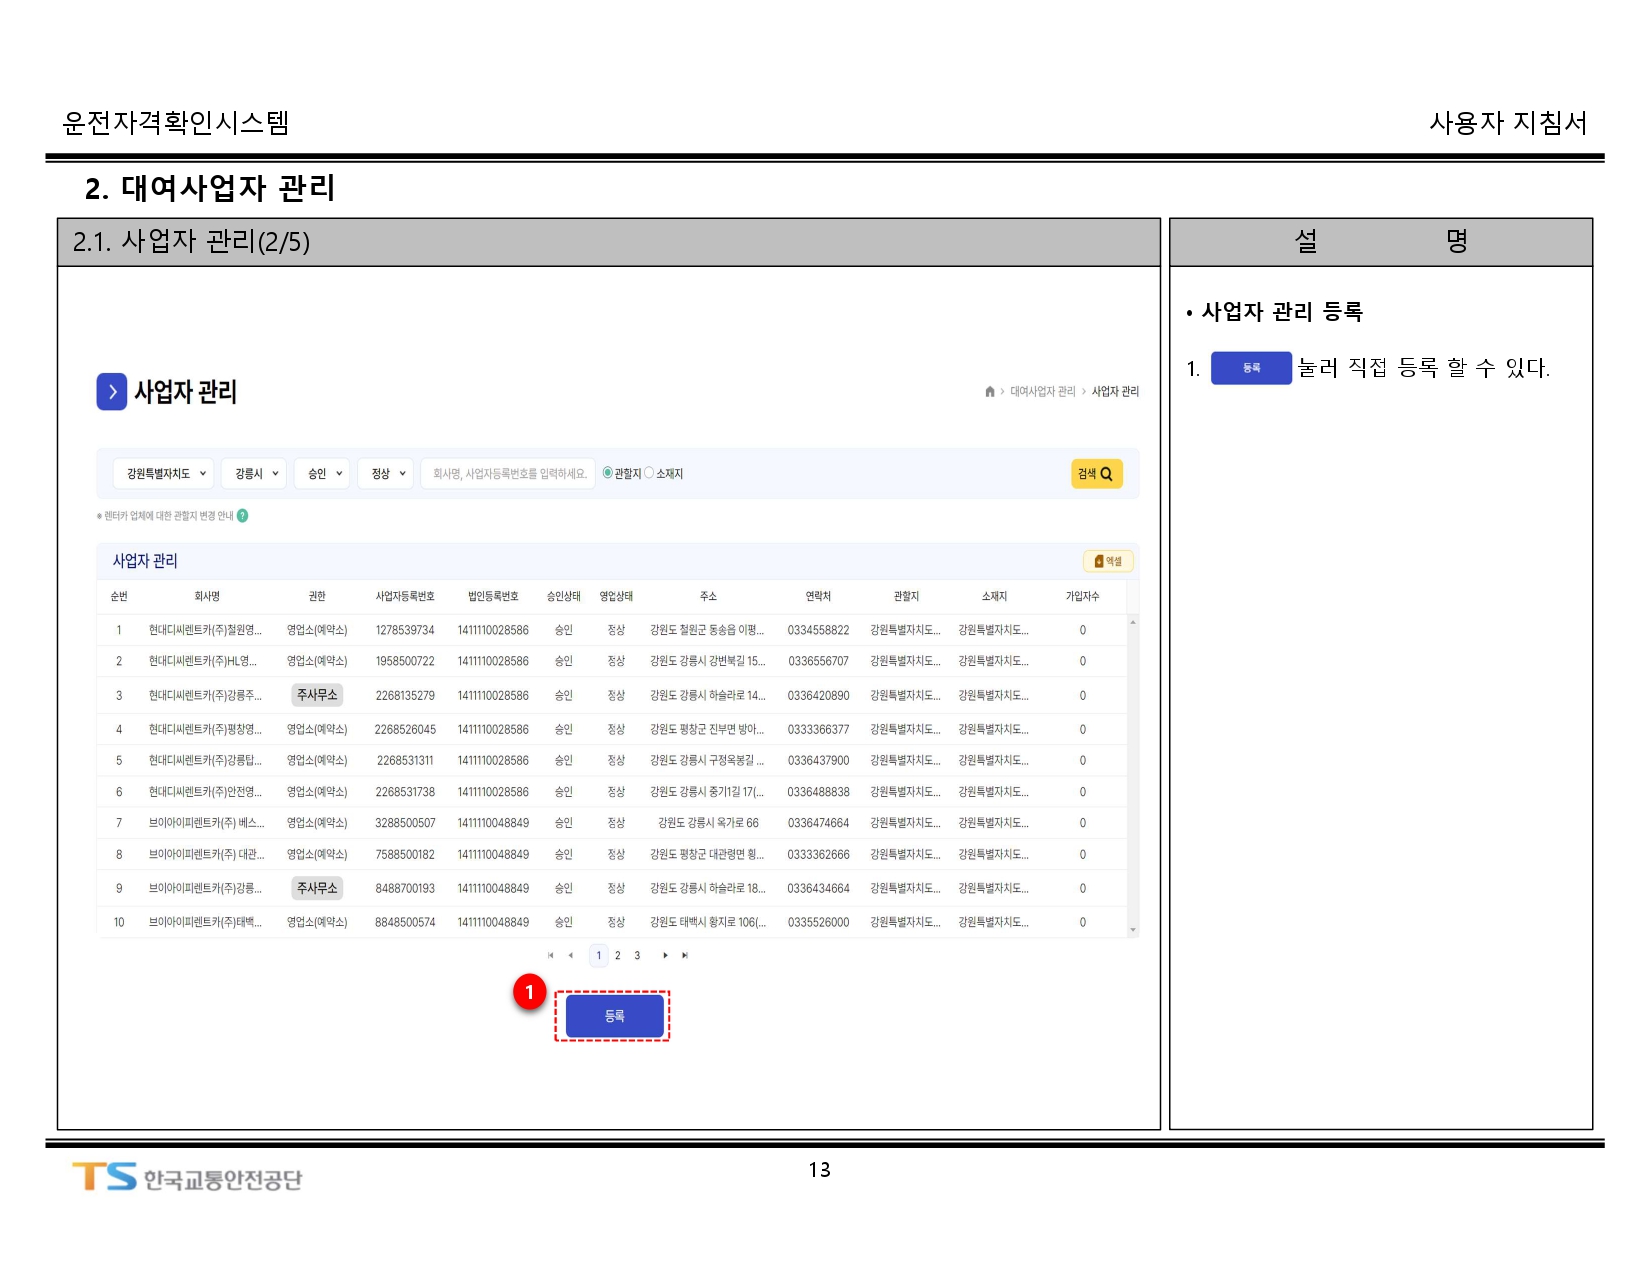 운전자격확인시스템 사용자 지침서
2. 대여사업자 관리
2.1. 사업자 관리(2/5)
설 명
• 사업자 관리 등록
1. 등록 눌러 직접 등록 할 수 있다.
사업자 관리
대여사업자 관리 > 사업자 관리
강원특별자치도 강릉시 승인 정상 회사명, 사업자등록번호를 입력하세요. 관할지 소재지 검색
※ 렌터카 업체에 대한 관할지 변경 안내 ?
사업자 관리 엑셀
순번 회사명 권한 사업자등록번호 법인등록번호 승인상태 영업상태 주소 연락처 관할지 소재지 가입자수
1 현대디씨렌트카(주)철원영... 영업소(예약소) 1278539734 1411110028586 승인 정상 강원도 철원군 동송읍 이평... 0334558822 강원특별자치도... 강원특별자치도... 0
2 현대디씨렌트카(주)HL영... 영업소(예약소) 1958500722 1411110028586 승인 정상 강원도 강릉시 강변북길 15... 0336556707 강원특별자치도... 강원특별자치도... 0
3 현대디씨렌트카(주)강릉주... 주사무소 2268135279 1411110028586 승인 정상 강원도 강릉시 하슬라로 14... 0336420890 강원특별자치도... 강원특별자치도... 0
4 현대디씨렌트카(주)평창영... 영업소(예약소) 2268526045 1411110028586 승인 정상 강원도 평창군 진부면 방아... 0333366377 강원특별자치도... 강원특별자치도... 0
5 현대디씨렌트카(주)강릉탑... 영업소(예약소) 2268531311 1411110028586 승인 정상 강원도 강릉시 구정옥봉길 ... 0336437900 강원특별자치도... 강원특별자치도... 0
6 현대디씨렌트카(주)안전영... 영업소(예약소) 2268531738 1411110028586 승인 정상 강원도 강릉시 중기1길 17(... 0336488838 강원특별자치도... 강원특별자치도... 0
7 브이아이피렌트카(주) 베스... 영업소(예약소) 3288500507 1411110048849 승인 정상 강원도 강릉시 옥가로 66 0336474664 강원특별자치도... 강원특별자치도... 0
8 브이아이피렌트카(주) 대관... 영업소(예약소) 7588500182 1411110048849 승인 정상 강원도 평창군 대관령면 횡... 0333362666 강원특별자치도... 강원특별자치도... 0
9 브이아이피렌트카(주)강릉... 주사무소 8488700193 1411110048849 승인 정상 강원도 강릉시 하슬라로 18... 0336434664 강원특별자치도... 강원특별자치도... 0
10 브이아이피렌트카(주)태백... 영업소(예약소) 8848500574 1411110048849 승인 정상 강원도 태백시 황지로 106(... 0335526000 강원특별자치도... 강원특별자치도... 0
1 2 3
1
등록
TS 한국교통안전공단
13